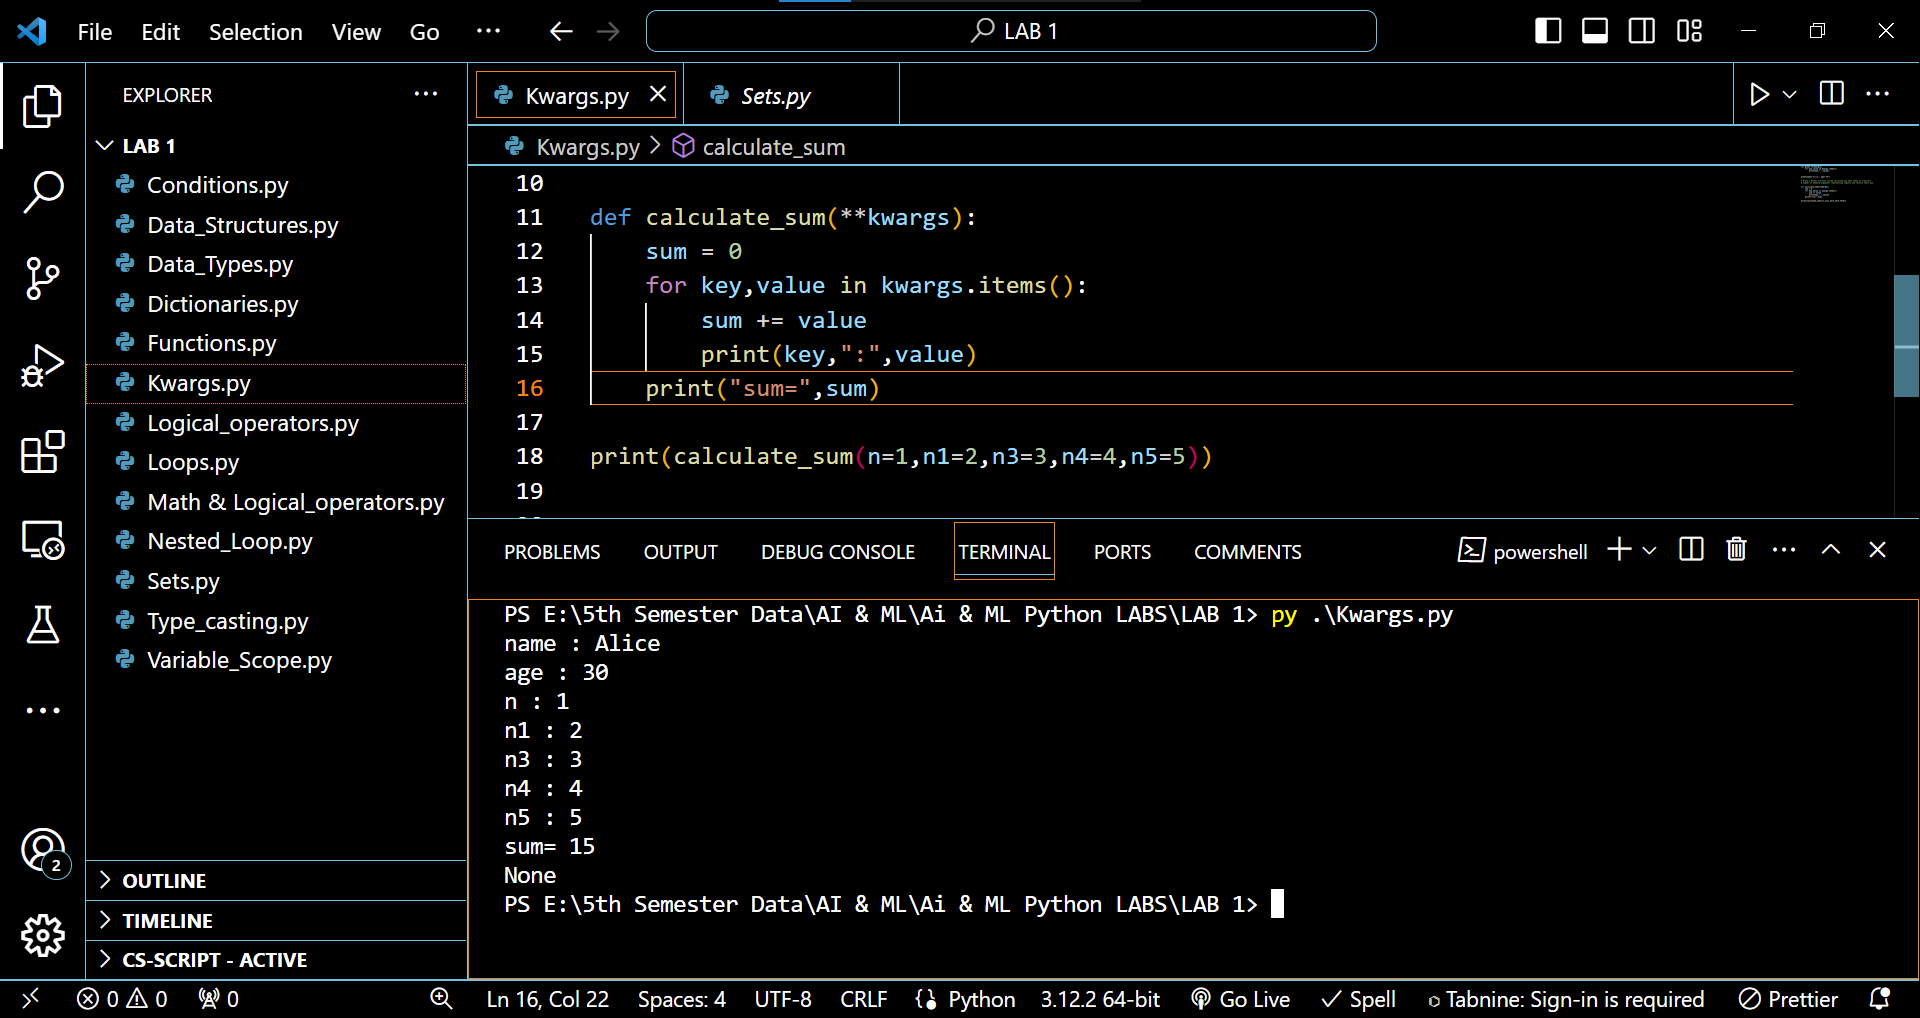 File Edit Selection View Go ···
LAB 1
EXPLORER
LAB 1
Conditions.py
Data_Structures.py
Data_Types.py
Dictionaries.py
Functions.py
Kwargs.py
Logical_operators.py
Loops.py
Math & Logical_operators.py
Nested_Loop.py
Sets.py
Type_casting.py
Variable_Scope.py
2
OUTLINE
TIMELINE
CS-SCRIPT - ACTIVE
Kwargs.py Sets.py
Kwargs.py > calculate_sum
10
11 def calculate_sum(**kwargs):
12     sum = 0
13     for key,value in kwargs.items():
14         sum += value
15         print(key,":",value)
16     print("sum=",sum)
17
18 print(calculate_sum(n=1,n1=2,n3=3,n4=4,n5=5))
19
PROBLEMS OUTPUT DEBUG CONSOLE TERMINAL PORTS COMMENTS powershell
PS E:\5th Semester Data\AI & ML\Ai & ML Python LABS\LAB 1> py .\Kwargs.py
name : Alice
age : 30
n : 1
n1 : 2
n3 : 3
n4 : 4
n5 : 5
sum= 15
None
PS E:\5th Semester Data\AI & ML\Ai & ML Python LABS\LAB 1>
0 0 0 Ln 16, Col 22 Spaces: 4 UTF-8 CRLF Python 3.12.2 64-bit Go Live Spell Tabnine: Sign-in is required Prettier